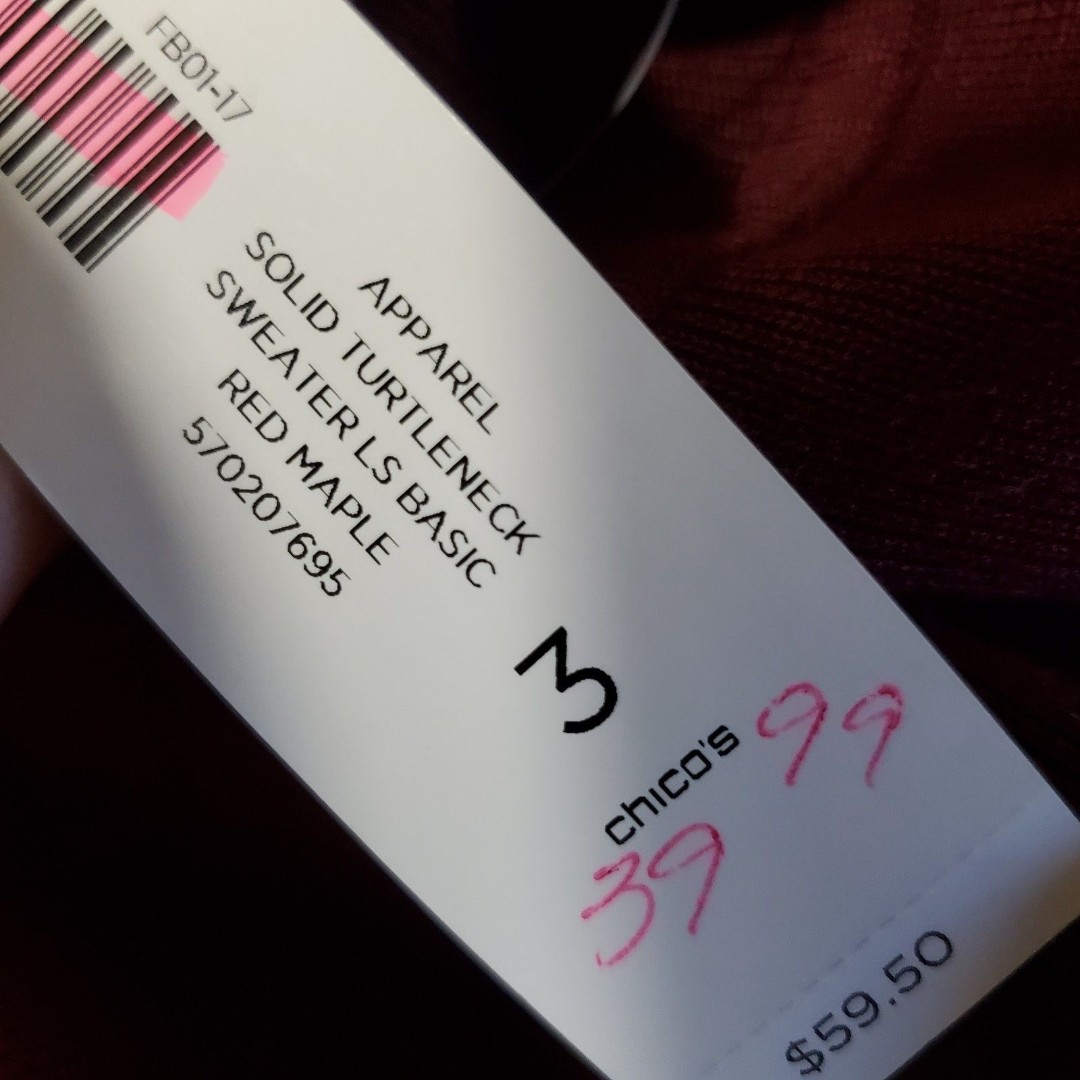 FB01-17
APPAREL
SOLID TURTLENECK
SWEATER LS BASIC
RED MAPLE
570207695
3
chico's
39 99
$59.50